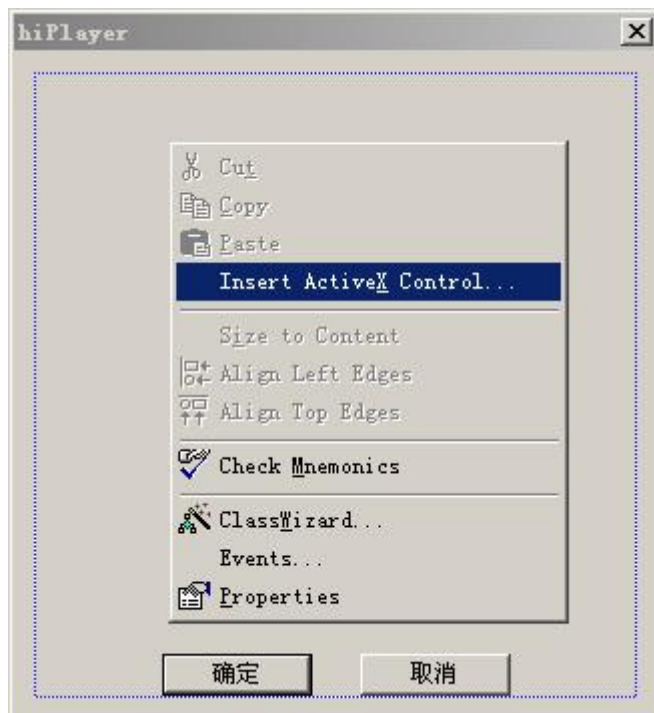 hiPlayer
Cut
Copy
Paste
Insert ActiveX Control...
Size to Content
Align Left Edges
Align Top Edges
Check Mnemonics
ClassWizard...
Events...
Properties
确定 取消